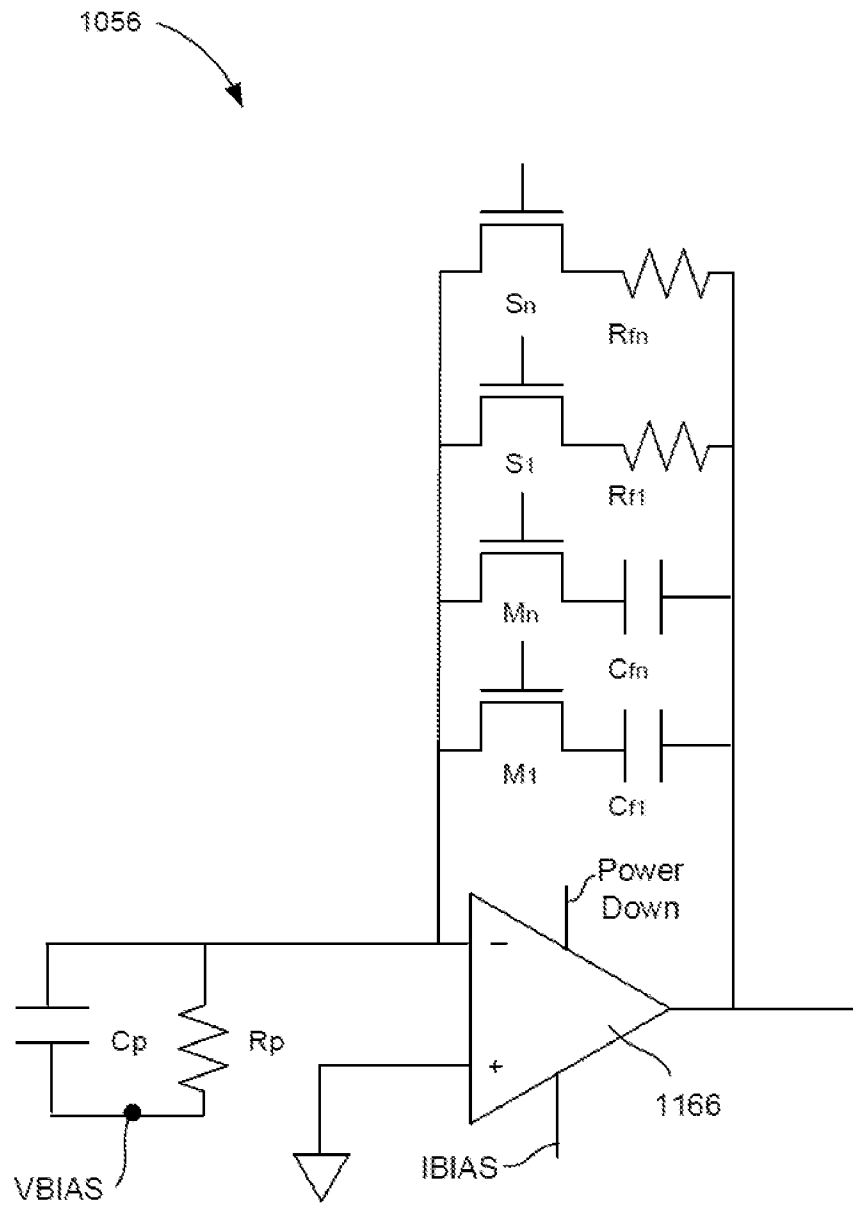 1056
Sn
Rfn
S1
Rf1
Mn
Cfn
M1
Cf1
Power
Down
−
Cp
Rp
+
1166
IBIAS
VBIAS